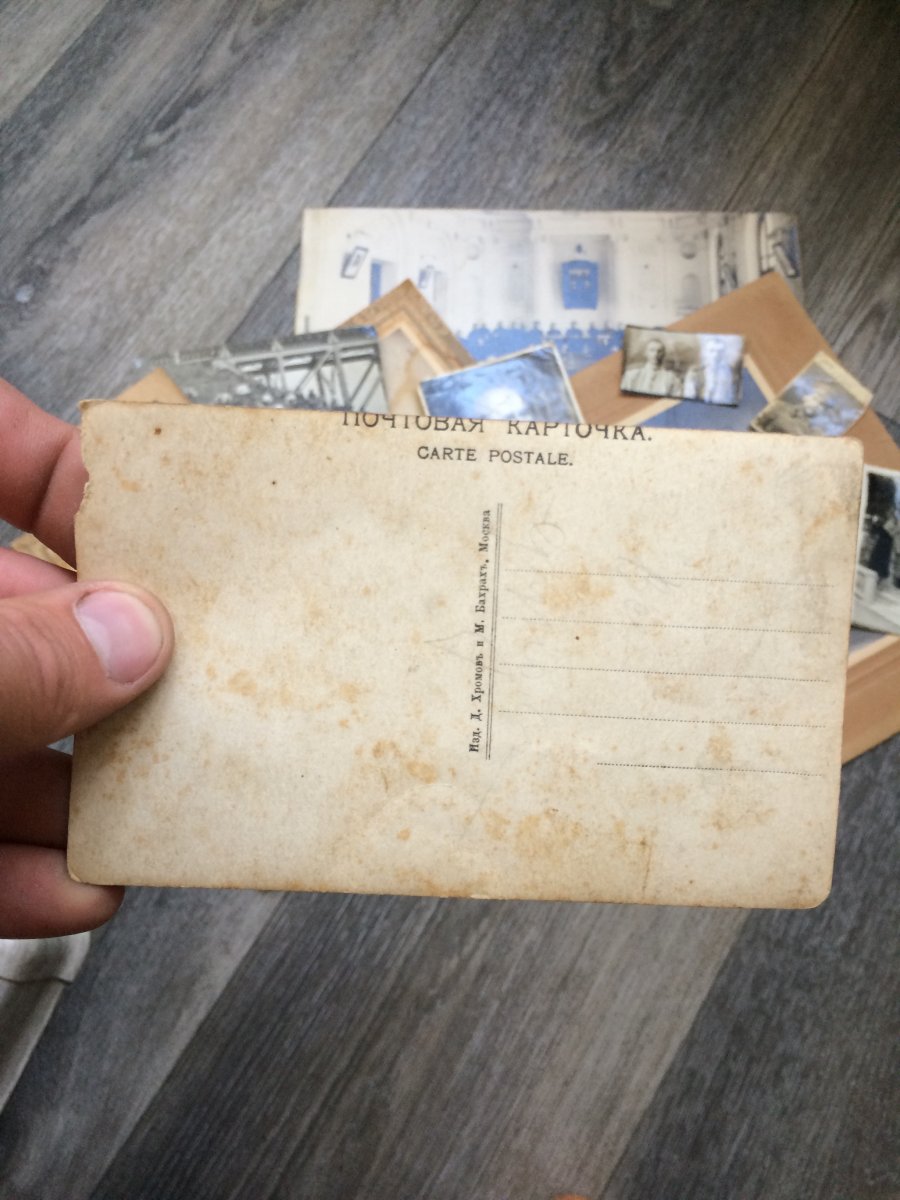 ПОЧТОВАЯ КАРТОЧКА.
CARTE POSTALE.
Изд. Д. Хромовъ и М. Бахрахъ, Москва